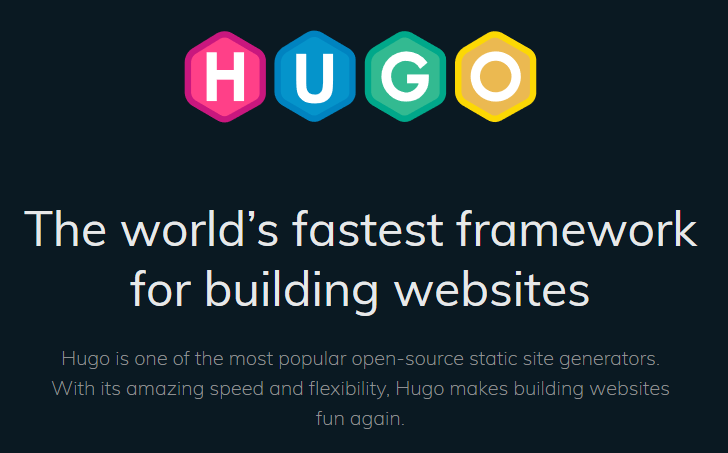 HUGO
The world’s fastest framework
for building websites
Hugo is one of the most popular open-source static site generators.
With its amazing speed and flexibility, Hugo makes building websites
fun again.